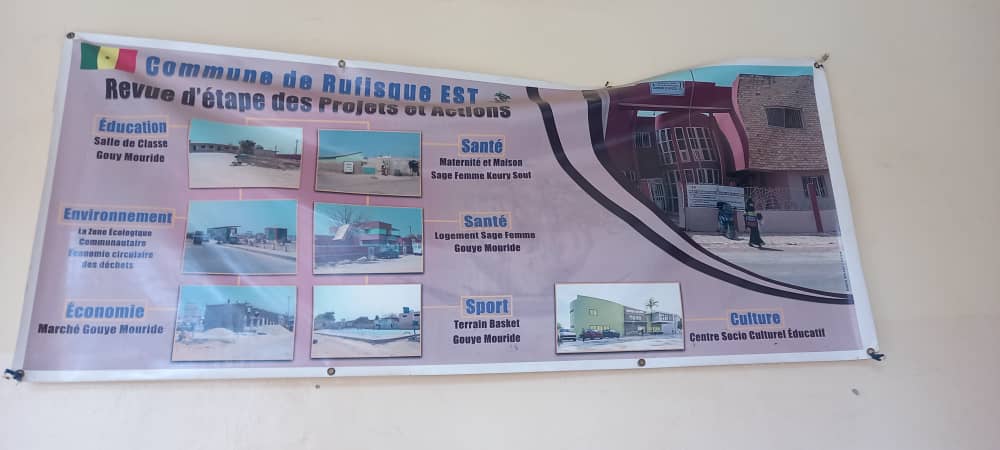 Commune de Rufisque EST
Revue d'étape des Projets et Actions
Éducation
Salle de Classe
Gouy Mouride
Santé
Maternité et Maison
Sage Femme Keury Souf
Environnement
La Zone Écologique
Communautaire
Économie circulaire
des déchets
Santé
Logement Sage Femme
Gouye Mouride
Économie
Marché Gouye Mouride
Sport
Terrain Basket
Gouye Mouride
Culture
Centre Socio Culturel Éducatif